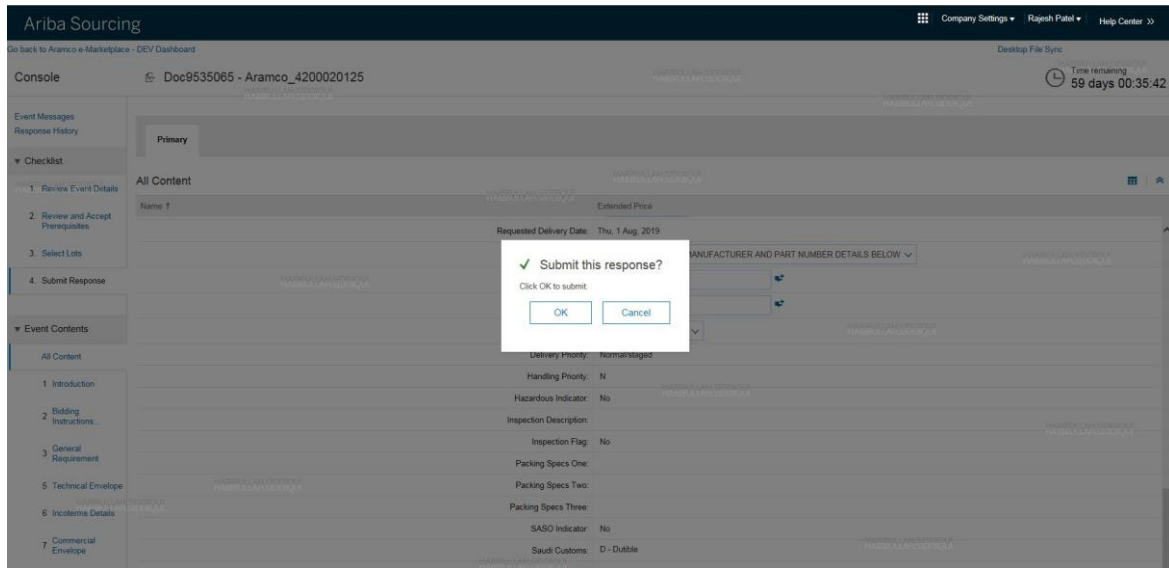 Ariba Sourcing
Company Settings ▾ Rajesh Patel ▾ Help Center »
Go back to Aramco e-Marketplace - DEV Dashboard
Desktop File Sync
Console
Doc9535065 - Aramco_4200020125
Time remaining
59 days 00:35:42
Event Messages
Response History
▾ Checklist
1. Review Event Details
2. Review and Accept
Prerequisites
3. Select Lots
4. Submit Response
▾ Event Contents
All Content
1 Introduction
2 Bidding
Instructions...
3 General
Requirement
5 Technical Envelope
6 Incoterms Details
7 Commercial
Envelope
Primary
All Content
Name ↑
Extended Price
Requested Delivery Date: Thu, 1 Aug, 2019
MANUFACTURER AND PART NUMBER DETAILS BELOW
Submit this response?
Click OK to submit.
OK
Cancel
Delivery Priority: Normal/staged
Handling Priority: N
Hazardous Indicator: No
Inspection Description:
Inspection Flag: No
Packing Specs One:
Packing Specs Two:
Packing Specs Three:
SASO Indicator: No
Saudi Customs: D - Dutible